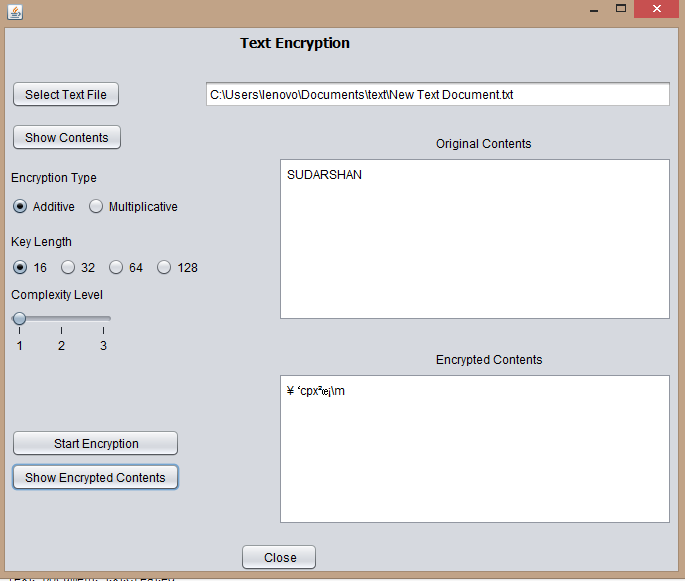 Text Encryption
Select Text File
C:\Users\lenovo\Documents\text\New Text Document.txt
Show Contents
Original Contents
SUDARSHAN
Encryption Type
Additive Multiplicative
Key Length
16 32 64 128
Complexity Level
1 2 3
Encrypted Contents
¥ ‘cpx²œ¡\m
Start Encryption
Show Encrypted Contents
Close